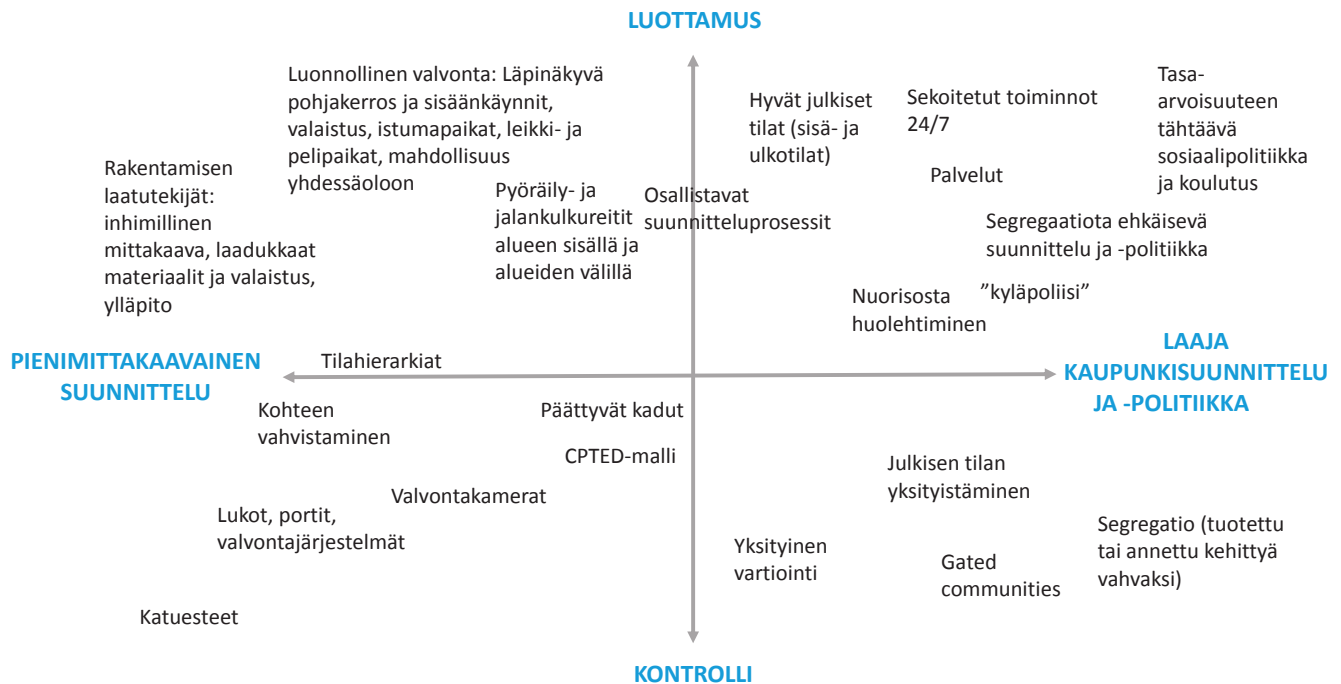 LUOTTAMUS
Luonnollinen valvonta: Läpinäkyvä
pohjakerros ja sisäänkäynnit,
valaistus, istumapaikat, leikki- ja
pelipaikat, mahdollisuus
yhdessäoloon
Hyvät julkiset
tilat (sisä- ja
ulkotilat)
Sekoitetut toiminnot
24/7
Tasa-
arvoisuuteen
tähtäävä
sosiaalipolitiikka
ja koulutus
Rakentamisen
laatutekijät:
inhimillinen
mittakaava, laadukkaat
materiaalit ja valaistus,
ylläpito
Pyöräily- ja
jalankulkureitit
alueen sisällä ja
alueiden välillä
Osallistavat
suunnitteluprosessit
Palvelut
Segregaatiota ehkäisevä
suunnittelu ja -politiikka
Nuorisosta
huolehtiminen
”kyläpoliisi”
PIENIMITTAKAAVAINEN
SUUNNITTELU
Tilahierarkiat
LAAJA
KAUPUNKISUUNNITTELU
JA -POLITIIKKA
Kohteen
vahvistaminen
Päättyvät kadut
CPTED-malli
Valvontakamerat
Lukot, portit,
valvontajärjestelmät
Katuesteet
Julkisen tilan
yksityistäminen
Yksityinen
vartiointi
Gated
communities
Segregatio (tuotettu
tai annettu kehittyä
vahvaksi)
KONTROLLI